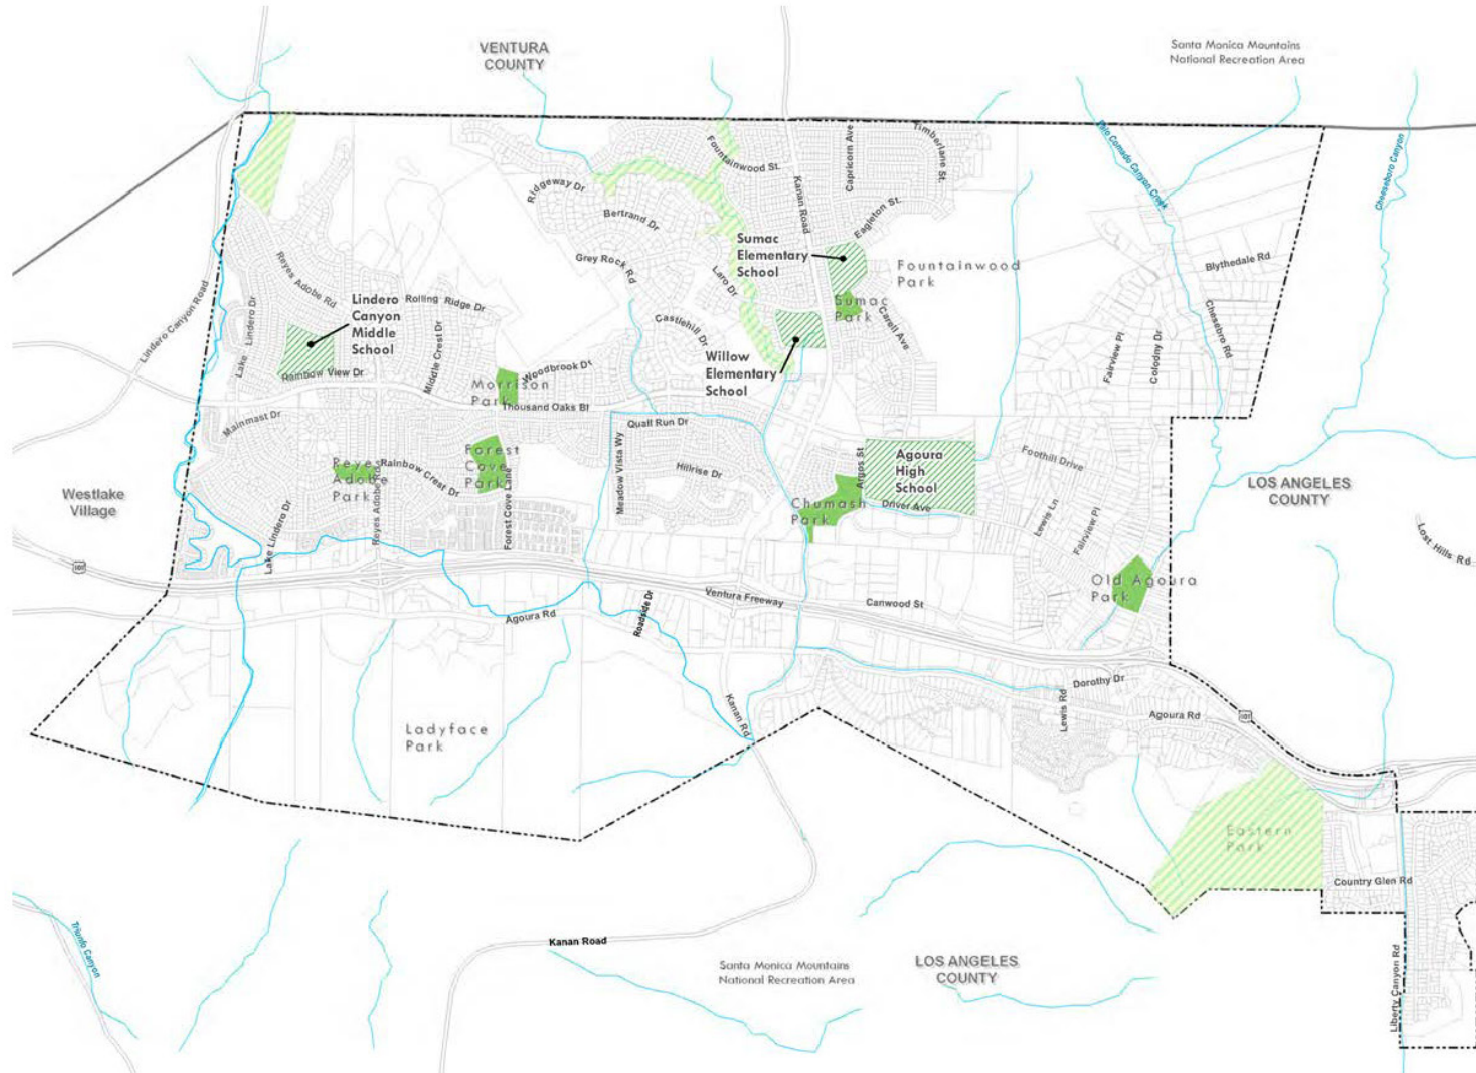 VENTURA
COUNTY
Santa Monica Mountains
National Recreation Area
Palo Comado Canyon Creek
Cheeseboro Canyon
Timberlane St.
Capricorn Ave
Fountainwood St.
Kanan Road
Ridgeway Dr
Bertrand Dr
Eagleton St.
Sumac
Elementary
School
Grey Rock Rd
Fountainwood
Park
Blythedale Rd
Reyes Adobe Rd
Laro Dr
Lindero
Canyon
Middle
School
Rolling Ridge Dr
Sumac
Park
Lindero Canyon Road
Lake Lindero Dr
Castlehill Dr
Carell Ave
Chesebro Rd
Middle Crest Dr
Fairview Pl
Colodny Dr
Willow
Elementary
School
Rainbow View Dr
Woodbrook Dr
Morrison
Park
Thousand Oaks Bl
Mainmast Dr
Quail Run Dr
Forest
Cove
Park
Meadow Vista Wy
Hillrise Dr
Argos St
Agoura
High
School
Foothill Drive
Reyes
Adobe
Park
Rainbow Crest Dr
Westlake
Village
LOS ANGELES
COUNTY
Chumash
Park
Driver Ave
Lewis Ln
Fairview Pl
Lake Lindero Dr
Reyes Adobe Rd
Forest Cove Lane
Lost Hills Rd
101
Old Agoura
Park
Ventura Freeway
Canwood St
Agoura Rd
Roadside Dr
Dorothy Dr
Lewis Rd
Kanan Rd
Agoura Rd
101
Ladyface
Park
Eastern
Park
Country Glen Rd
Triunfo Canyon
Kanan Road
Santa Monica Mountains
National Recreation Area
LOS ANGELES
COUNTY
Liberty Canyon Rd